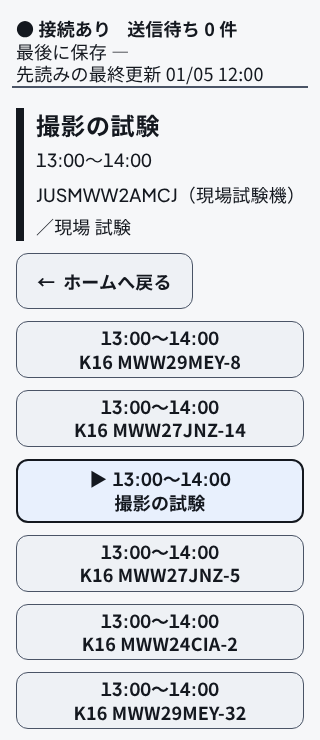 ● 接続あり　送信待ち 0 件
最後に保存 —
先読みの最終更新 01/05 12:00
撮影の試験
13:00〜14:00
JUSMWW2AMCJ（現場試験機）
／現場 試験
← ホームへ戻る
13:00〜14:00
K16 MWW29MEY-8
13:00〜14:00
K16 MWW27JNZ-14
▶ 13:00〜14:00
撮影の試験
13:00〜14:00
K16 MWW27JNZ-5
13:00〜14:00
K16 MWW24CIA-2
13:00〜14:00
K16 MWW29MEY-32